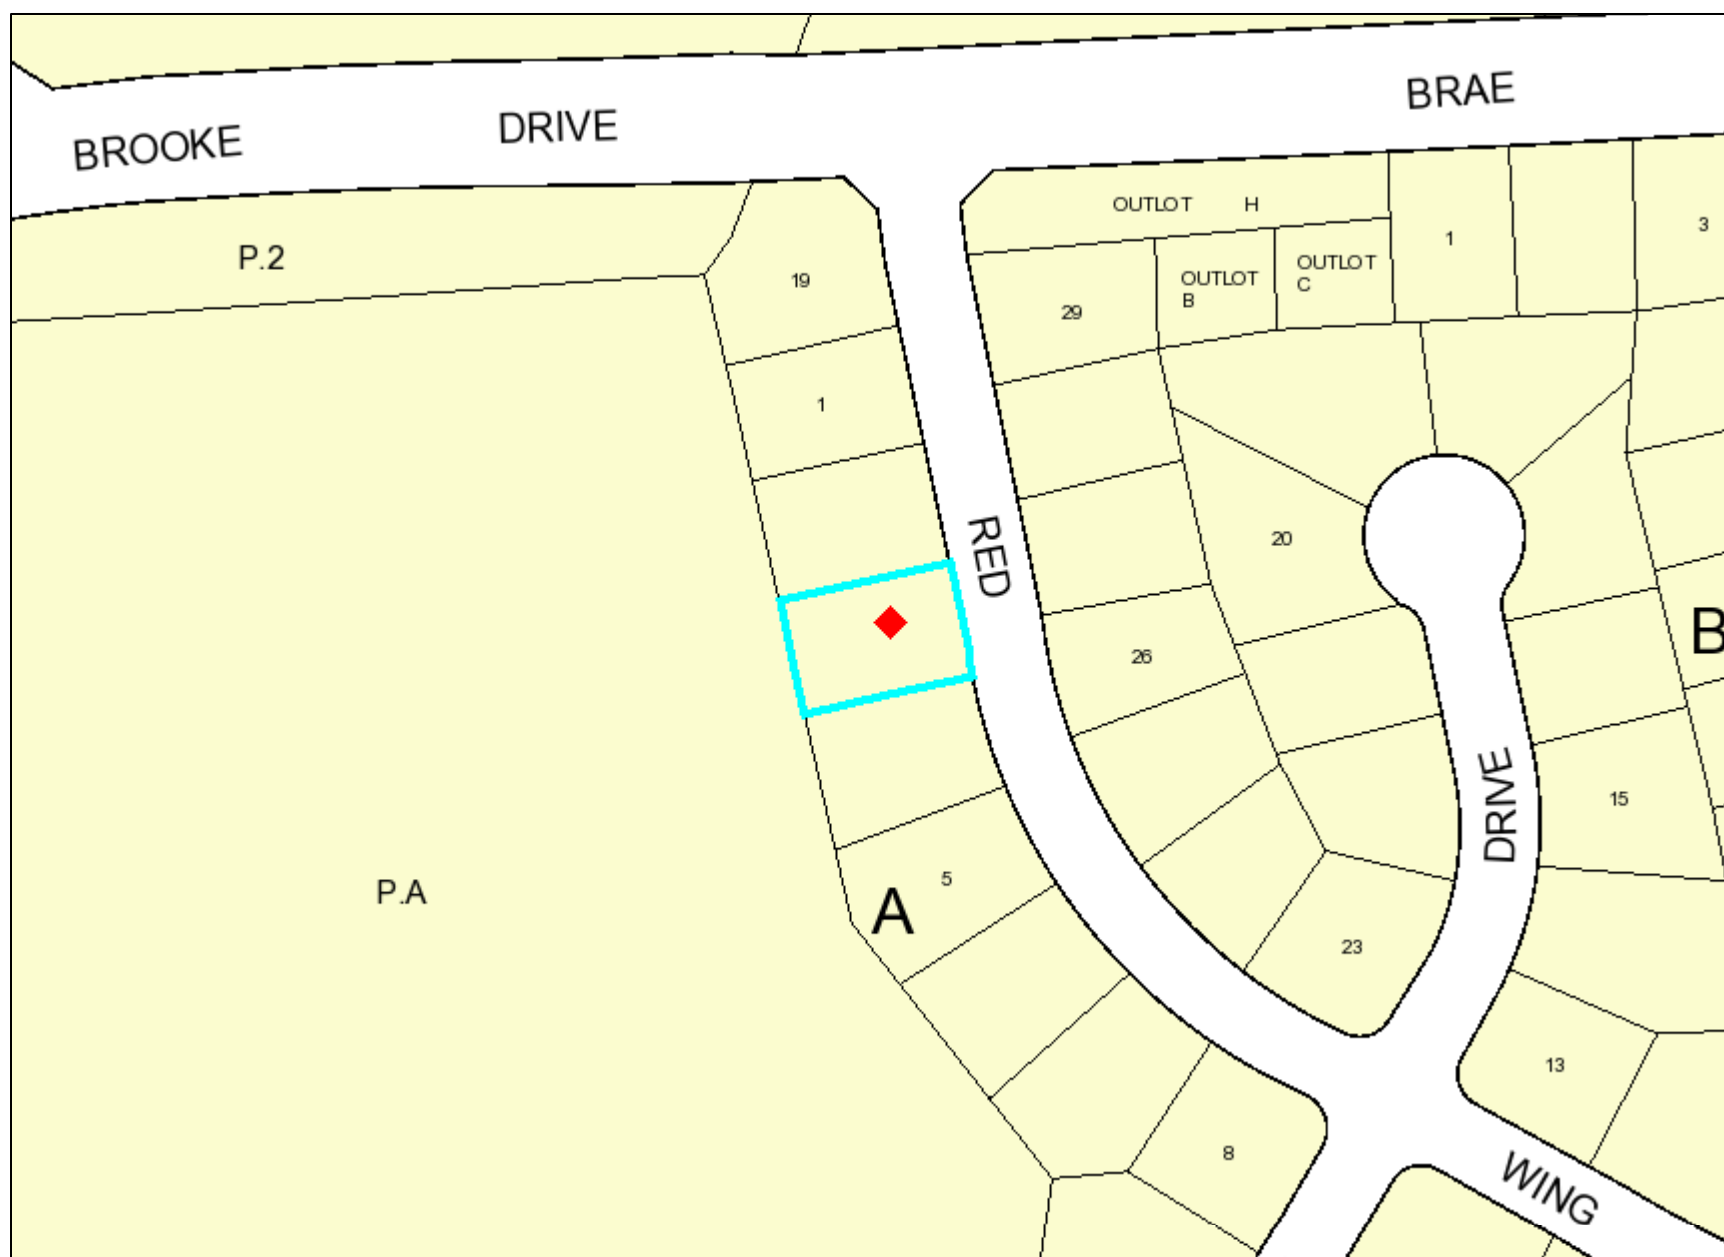 BRAE
BROOKE
DRIVE
OUTLOT H
3
1
P.2
19
OUTLOT
C
OUTLOT
B
29
1
RED
20
B
26
DRIVE
15
5
P.A
A
23
13
8
WING